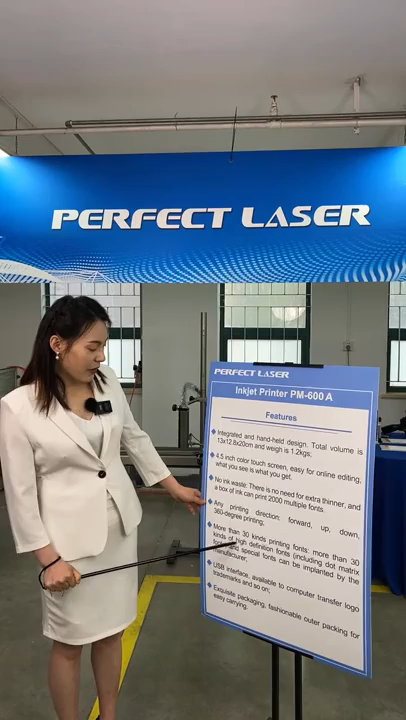 PERFECT LASER
PERFECT LASER
Inkjet Printer PM-600 A
Features
Integrated and hand-held design, Total volume is
13x12.8x20cm and weigh is 1.2kgs;
4.5 inch color touch screen, easy for online editing,
what you see is what you get.
No ink waste: There is no need for extra thinner, and
a box of ink can print 2000 multiple fonts.
Any printing direction: forward, up, down,
360-degree printing;
More than 30 kinds printing fonts: more than 30
kinds of high definition fonts (including dot matrix
and special fonts can be implanted by the
manufacturer;
USB interface, available to computer transfer logo
trademarks and so on;
Exquisite packaging, fashionable outer packing for
easy carrying.